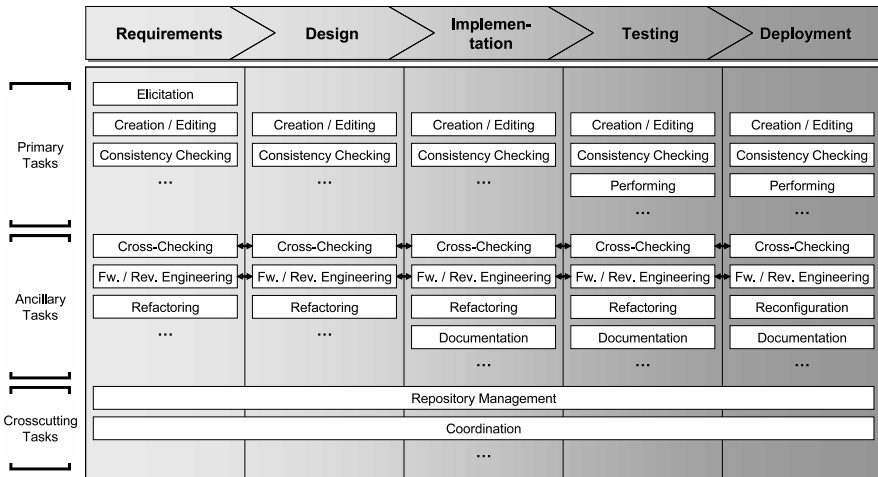 Requirements
Design
Implemen-
tation
Testing
Deployment
Primary
Tasks
Elicitation
Creation / Editing
Creation / Editing
Creation / Editing
Creation / Editing
Creation / Editing
Consistency Checking
Consistency Checking
Consistency Checking
Consistency Checking
Consistency Checking
...
...
...
Performing
Performing
...
...
Ancillary
Tasks
Cross-Checking
Cross-Checking
Cross-Checking
Cross-Checking
Cross-Checking
Fw. / Rev. Engineering
Fw. / Rev. Engineering
Fw. / Rev. Engineering
Fw. / Rev. Engineering
Fw. / Rev. Engineering
Refactoring
Refactoring
Refactoring
Refactoring
Reconfiguration
...
...
Documentation
Documentation
Documentation
...
...
...
Crosscutting
Tasks
Repository Management
Coordination
...